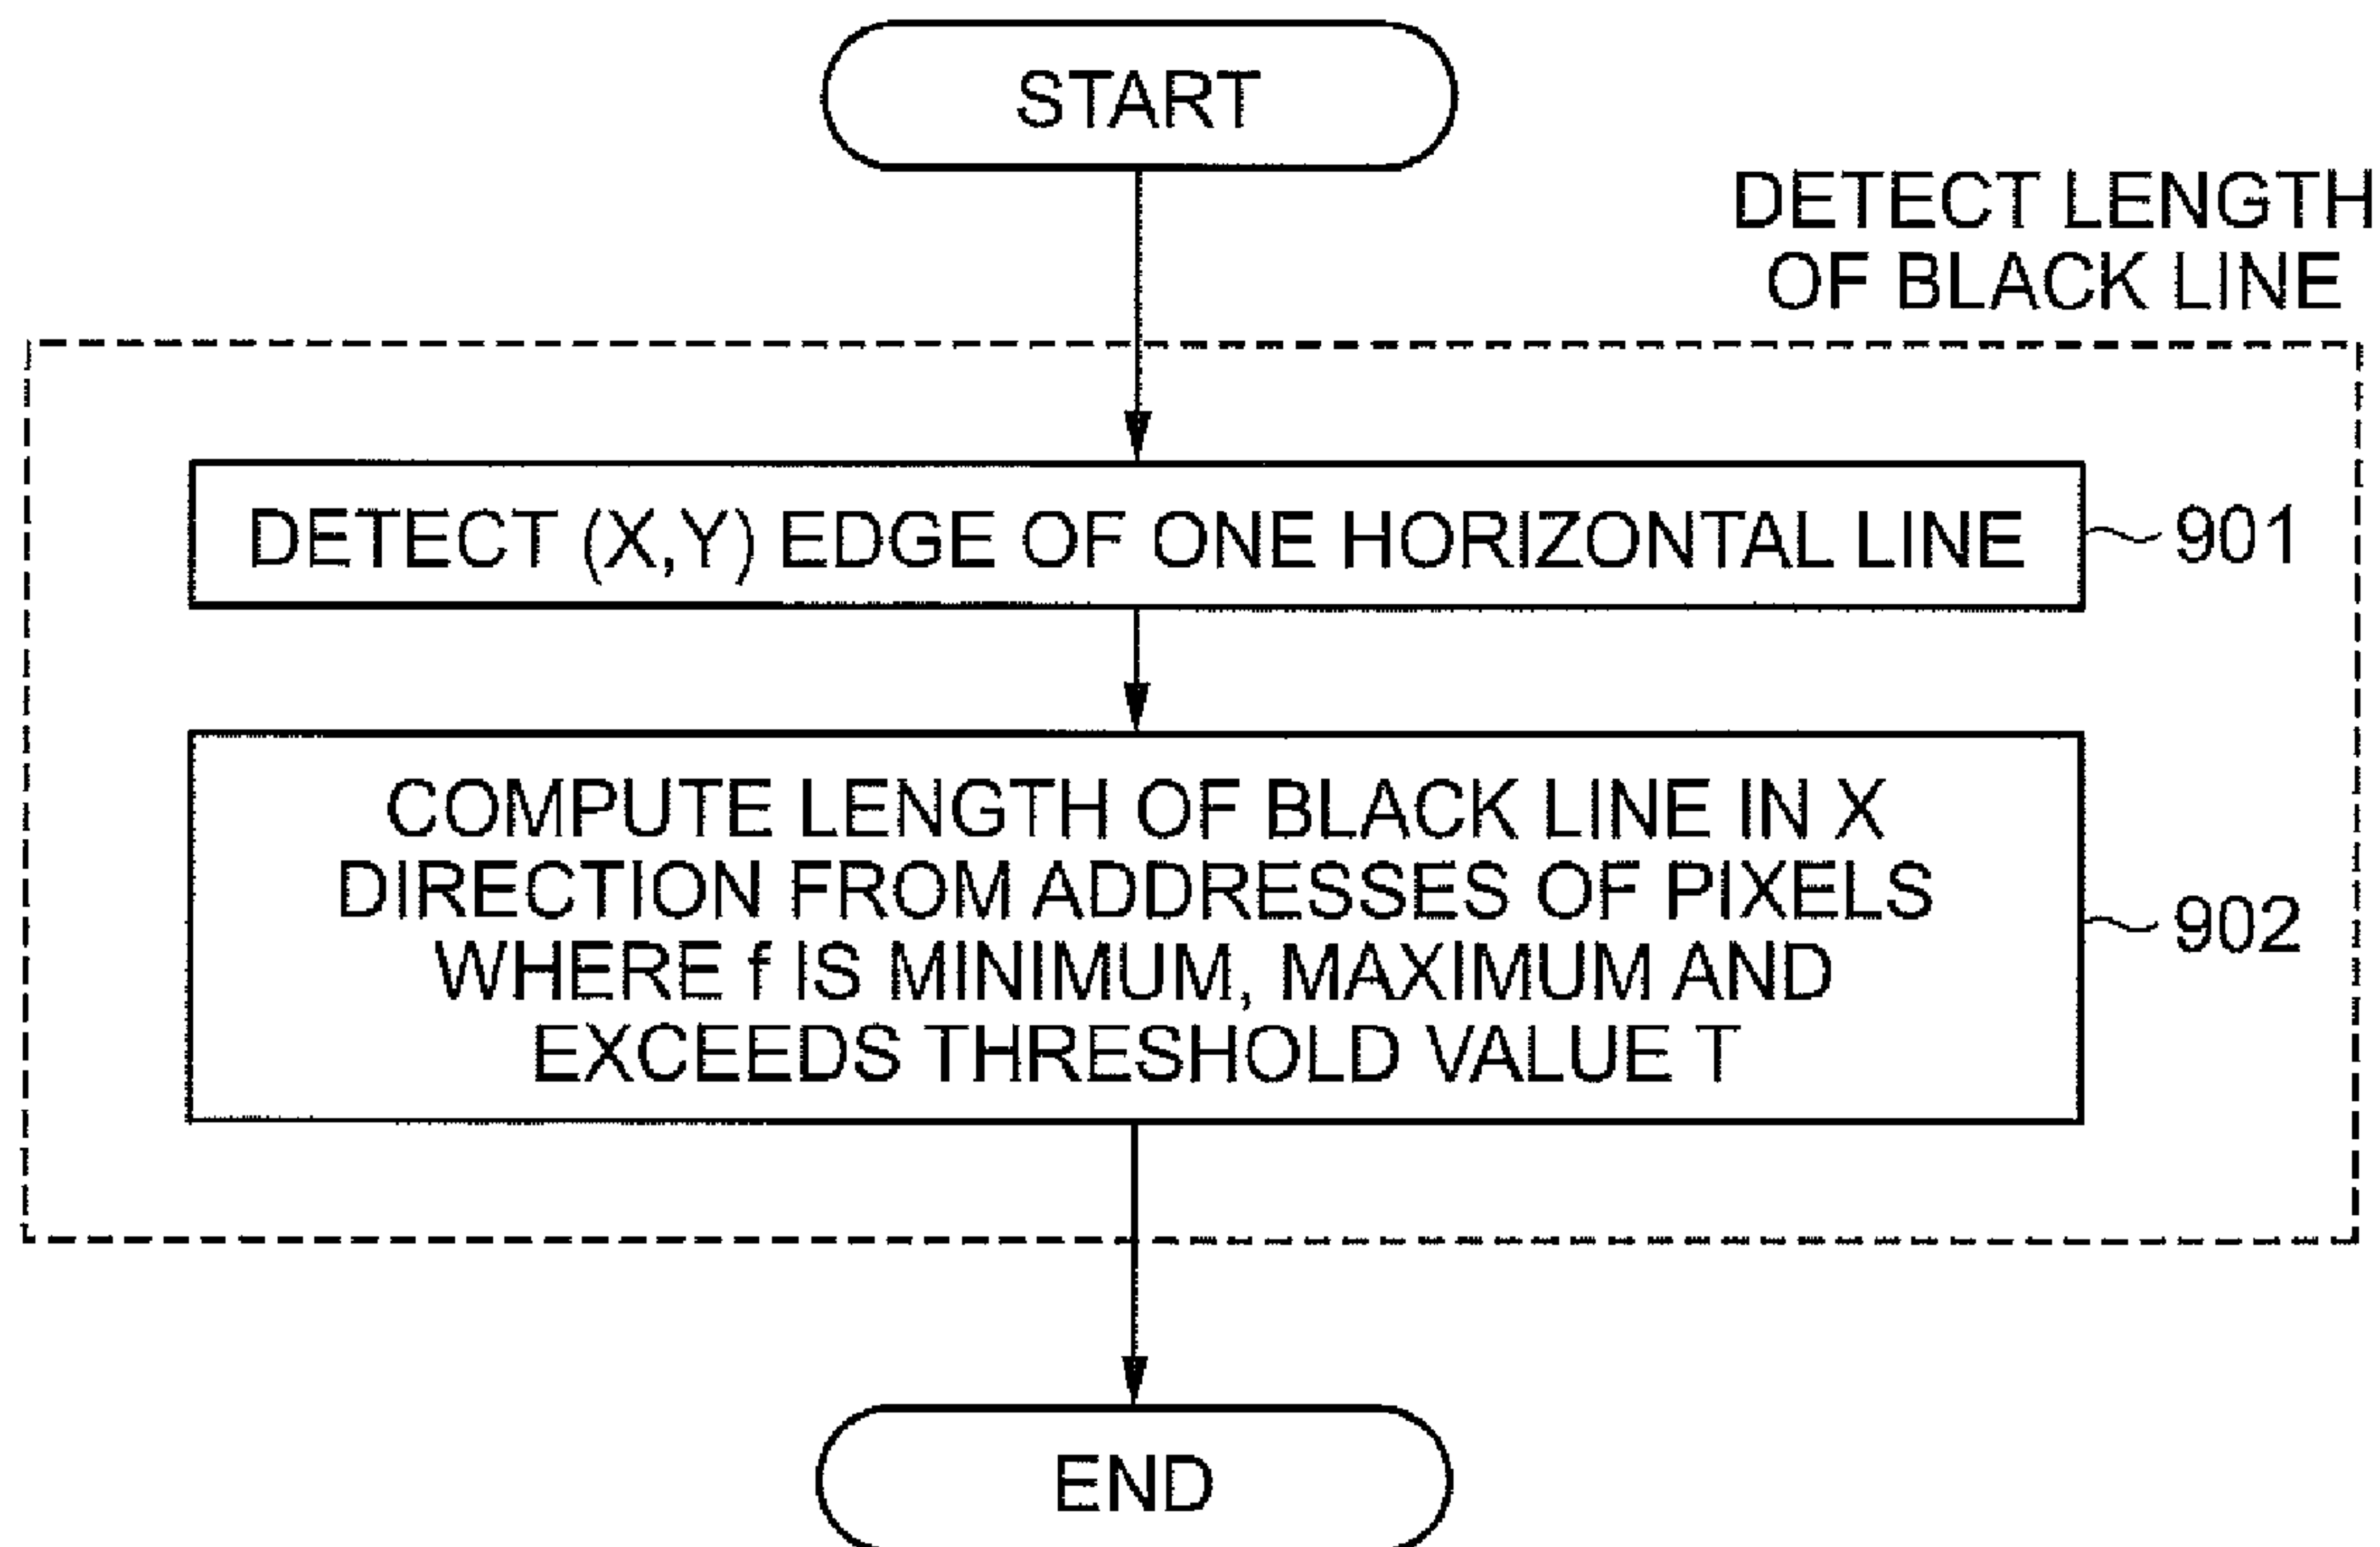 START
DETECT LENGTH
OF BLACK LINE
DETECT (X,Y) EDGE OF ONE HORIZONTAL LINE
901
COMPUTE LENGTH OF BLACK LINE IN X
DIRECTION FROM ADDRESSES OF PIXELS
WHERE f IS MINIMUM, MAXIMUM AND
EXCEEDS THRESHOLD VALUE T
902
END